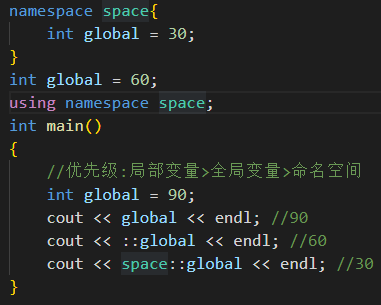 namespace space{
    int global = 30;
}
int global = 60;
using namespace space;
int main()
{
    //优先级:局部变量>全局变量>命名空间
    int global = 90;
    cout << global << endl; //90
    cout << ::global << endl; //60
    cout << space::global << endl; //30
}